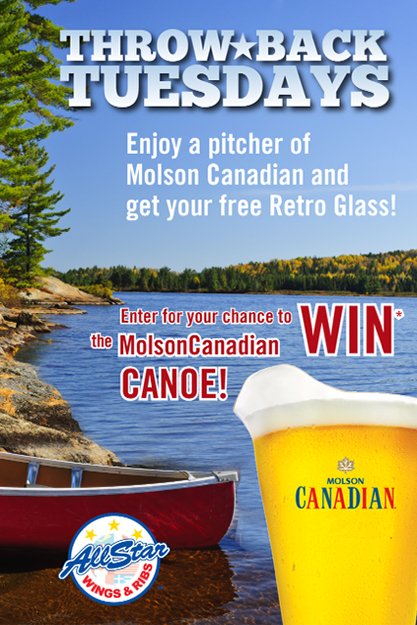 THROW★BACK
TUESDAYS
Enjoy a pitcher of
Molson Canadian and
get your free Retro Glass!
Enter for your chance to WIN*
the MolsonCanadian
CANOE!
MOLSON
CANADIAN
AllStar
WINGS & RIBS